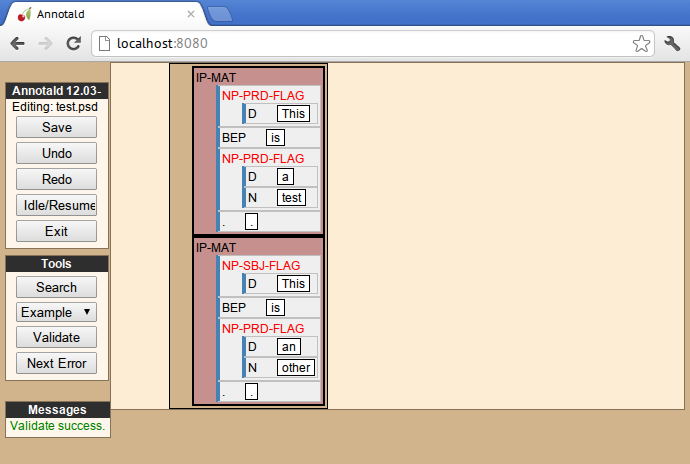 Annotald
localhost:8080
Annotald 12.03-
Editing: test.psd
Save
Undo
Redo
Idle/Resume
Exit
Tools
Search
Example
Validate
Next Error
Messages
Validate success.
IP-MAT
NP-PRD-FLAG
D This
BEP is
NP-PRD-FLAG
D a
N test
. .
IP-MAT
NP-SBJ-FLAG
D This
BEP is
NP-PRD-FLAG
D an
N other
. .